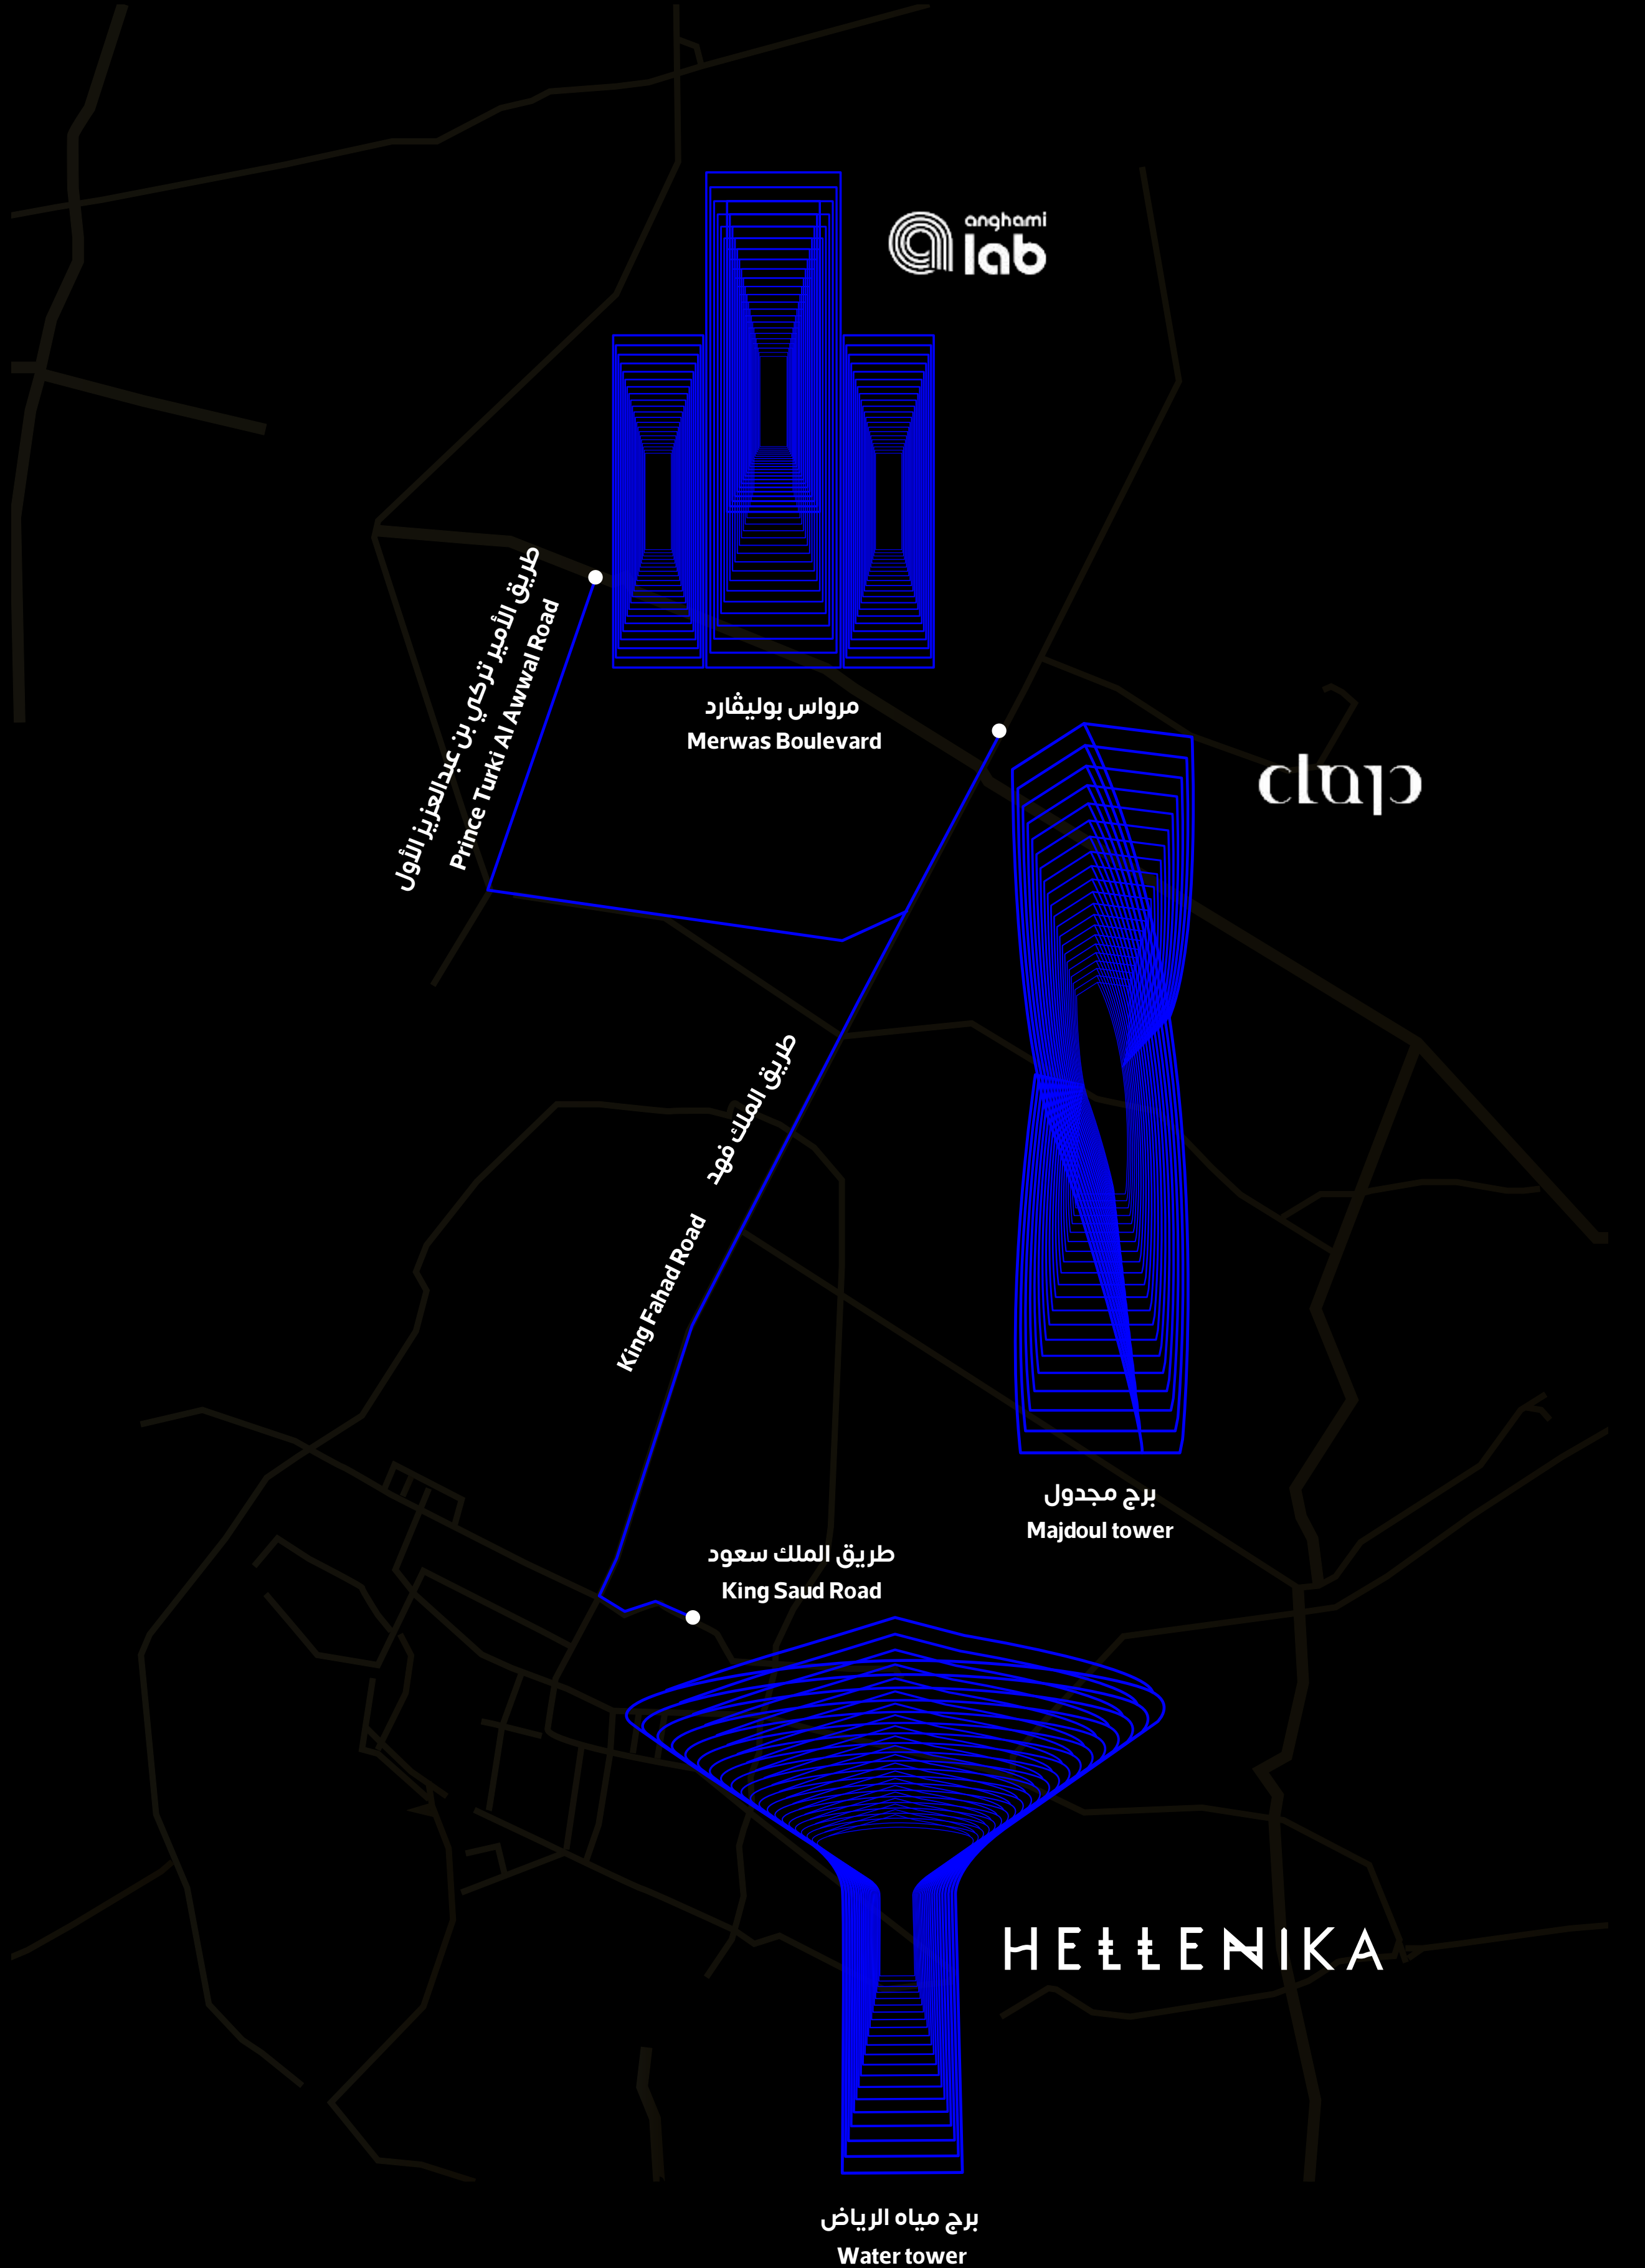 anghami
lab
مرواس بوليڤارد
Merwas Boulevard
طريق الأمير تركي بن عبدالعزيز الأول
Prince Turki Al Awwal Road
clap
طريق الملك فهد
King Fahad Road
برج مجدول
Majdoul tower
طريق الملك سعود
King Saud Road
HELLENIKA
برج مياه الرياض
Water tower